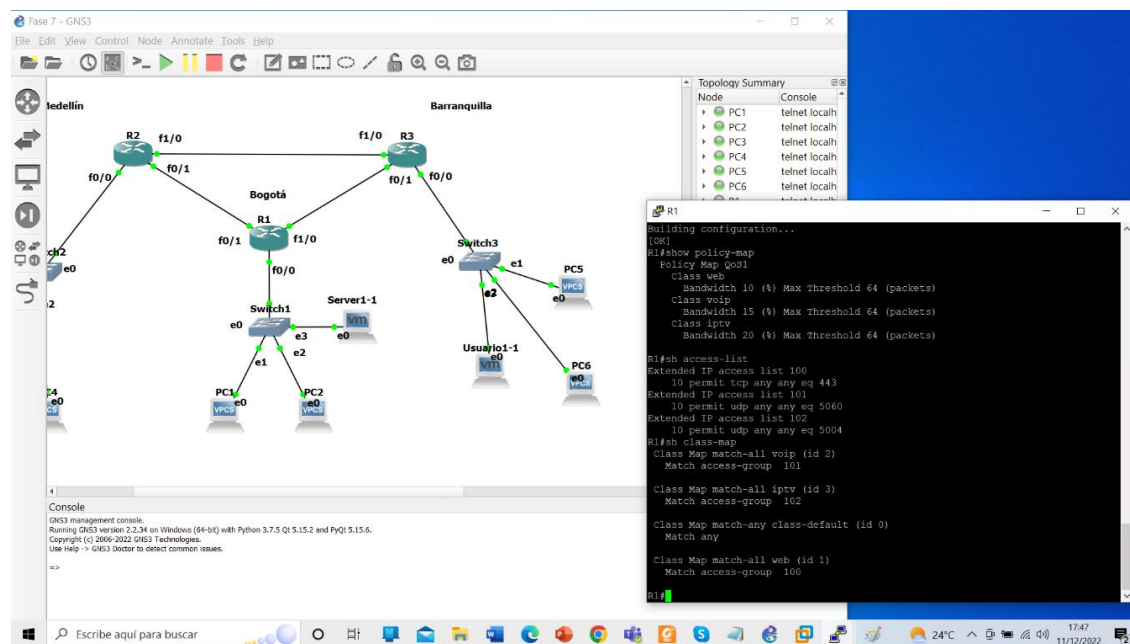 Fase 7 - GNS3
File Edit View Control Node Annotate Tools Help
Medellín
Barranquilla
R2 f1/0
f1/0 R3
f0/0
f0/1
f0/1
f0/0
Bogotá
R1
f0/1
f1/0
f0/0
e0
Switch3
e0
e1
PC5
VPCS
e0
Switch1
Server1-1
vm
e0
e3
e0
e1
e2
PC1
e0
VPCS
PC2
e0
VPCS
Usuario1-1
e0
vm
PC6
e0
VPCS
e0
Topology Summary
Node Console
PC1 telnet localh
PC2 telnet localh
PC3 telnet localh
PC4 telnet localh
PC5 telnet localh
PC6 telnet localh
Console
GNS3 management console.
Running GNS3 version 2.2.34 on Windows (64-bit) with Python 3.7.5 Qt 5.15.2 and PyQt 5.15.6.
Copyright (c) 2006-2022 GNS3 Technologies.
Use Help -> GNS3 Doctor to detect common issues.
=>
R1
Building configuration...
[OK]
R1#show policy-map
Policy Map QoS1
Class web
Bandwidth 10 (%) Max Threshold 64 (packets)
Class voip
Bandwidth 15 (%) Max Threshold 64 (packets)
Class iptv
Bandwidth 20 (%) Max Threshold 64 (packets)
R1#sh access-list
Extended IP access list 100
10 permit tcp any any eq 443
Extended IP access list 101
10 permit udp any any eq 5060
Extended IP access list 102
10 permit udp any any eq 5004
R1#sh class-map
Class Map match-all voip (id 2)
Match access-group 101
Class Map match-all iptv (id 3)
Match access-group 102
Class Map match-any class-default (id 0)
Match any
Class Map match-all web (id 1)
Match access-group 100
R1#
Escribe aquí para buscar
24°C
17:47
11/12/2022